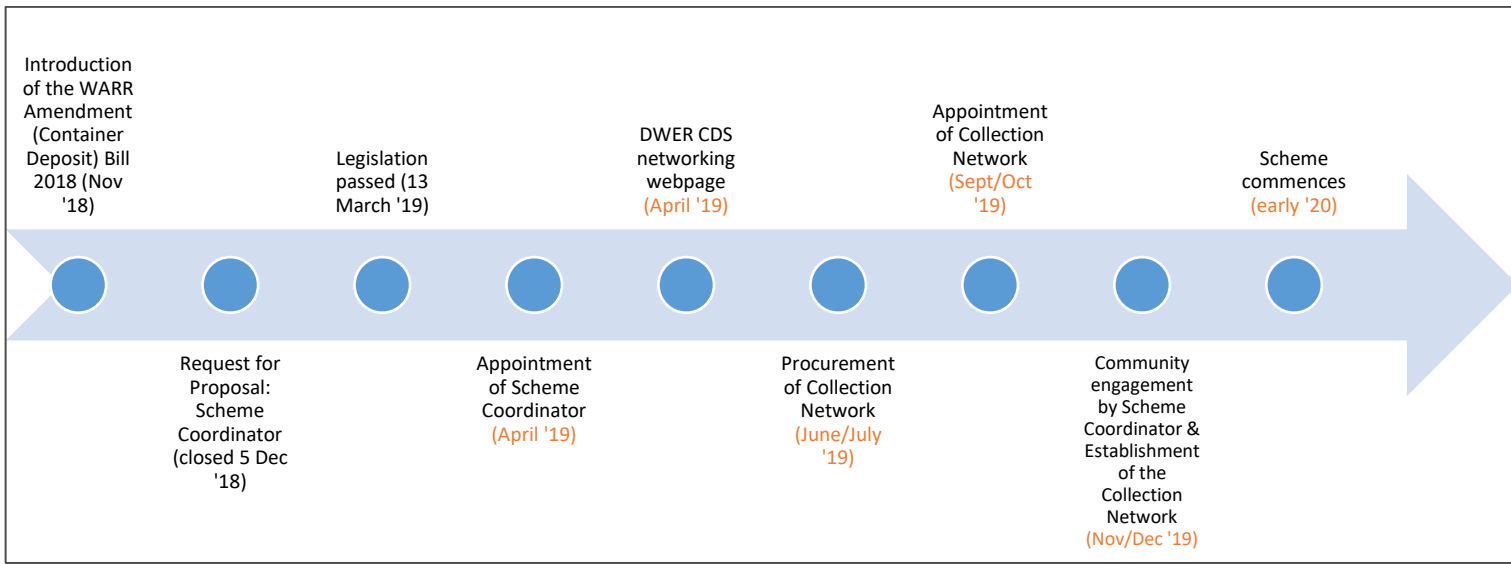 Introduction
of the WARR
Amendment
(Container
Deposit) Bill
2018 (Nov
'18)
Request for
Proposal:
Scheme
Coordinator
(closed 5 Dec
'18)
Legislation
passed (13
March '19)
Appointment
of Scheme
Coordinator
(April '19)
DWER CDS
networking
webpage
(April '19)
Procurement
of Collection
Network
(June/July
'19)
Appointment
of Collection
Network
(Sept/Oct
'19)
Community
engagement
by Scheme
Coordinator &
Establishment
of the
Collection
Network
(Nov/Dec '19)
Scheme
commences
(early '20)